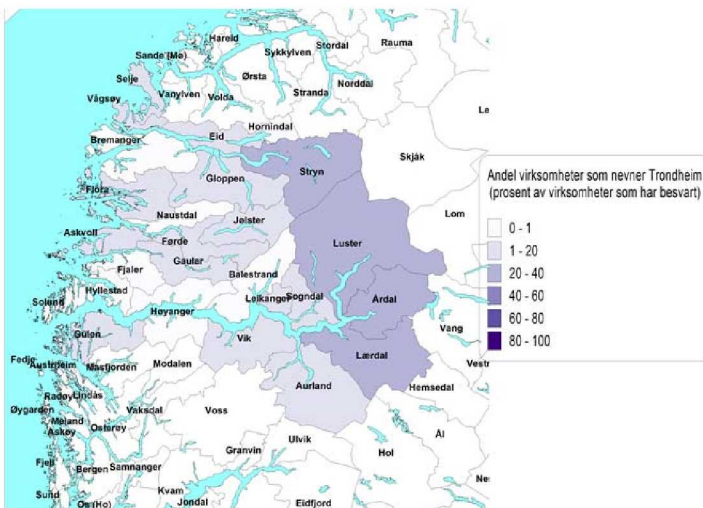 Hareid
Stordal
Rauma
Sande (Mø)
Sykkylven
Ørsta
Norddal
Selje
Vanylven
Volda
Stranda
Vågsøy
Hornindal
Eid
Bremanger
Skjåk
Stryn
Gloppen
Flora
Lom
Naustdal
Jølster
Askvoll
Førde
Luster
Gaular
Fjaler
Balestrand
Hyllestad
Leikanger
Sogndal
Årdal
Solund
Høyanger
Vang
Gulen
Vik
Lærdal
Fedje
Masfjorden
Modalen
Vestr
Austrheim
Aurland
Hemsedal
Radøy
Lindås
Øygarden
Vaksdal
Voss
Meland
Osterøy
Ål
Askøy
Ulvik
Hol
Granvin
Fjell
Samnanger
Bergen
Kvam
Sund
Os (Ho)
Jondal
Eidfjord
Andel virksomheter som nevner Trondheim
(prosent av virksomheter som har besvart)
0 - 1
1 - 20
20 - 40
40 - 60
60 - 80
80 - 100